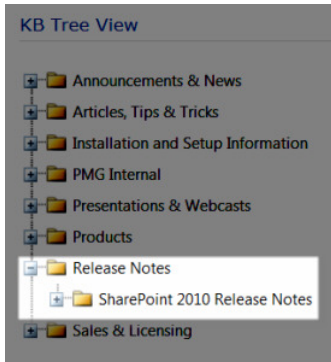 KB Tree View
Announcements & News
Articles, Tips & Tricks
Installation and Setup Information
PMG Internal
Presentations & Webcasts
Products
Release Notes
SharePoint 2010 Release Notes
Sales & Licensing